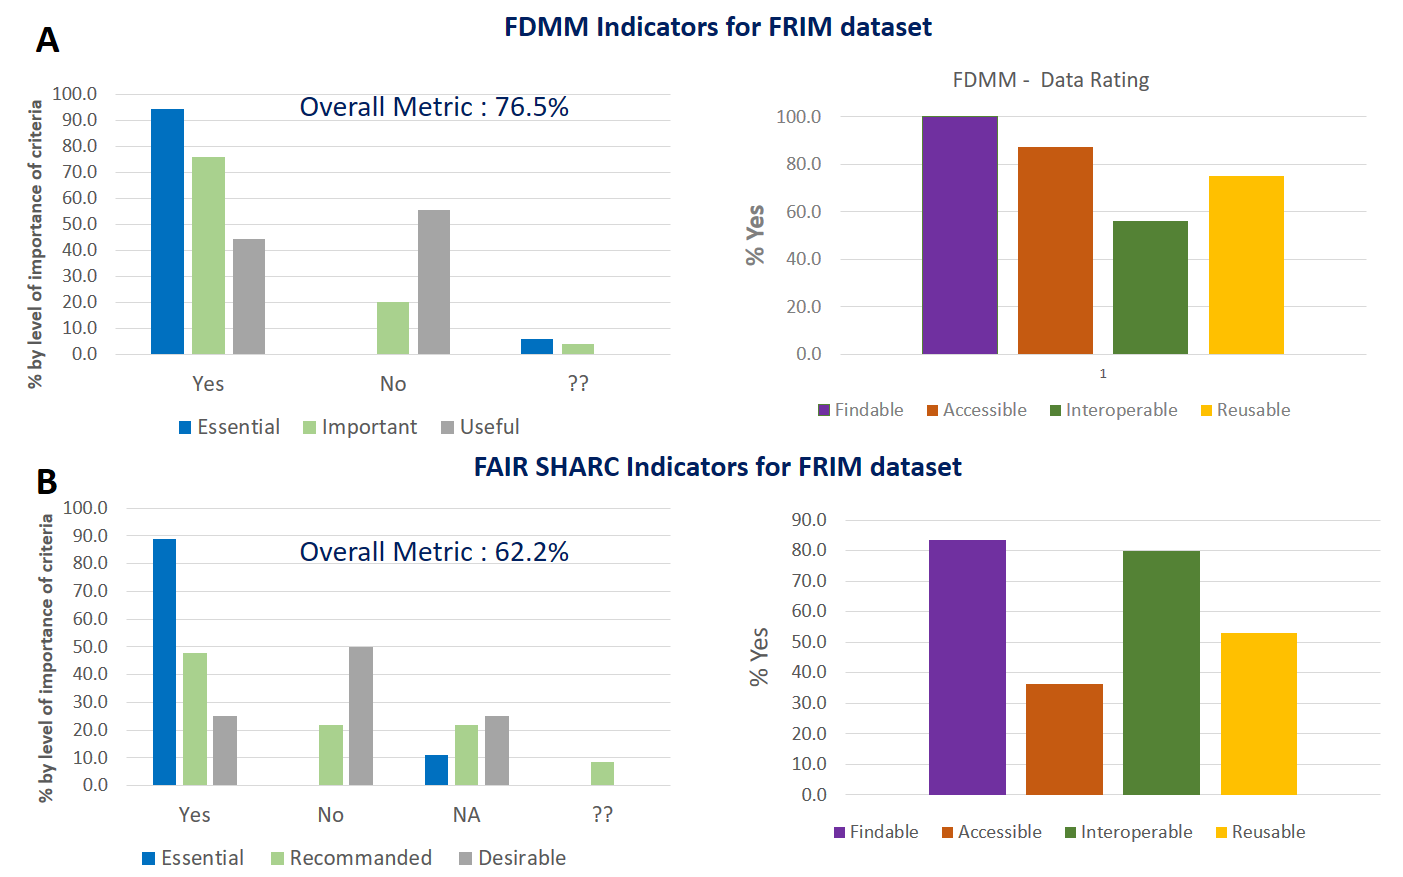 A
FDMM Indicators for FRIM dataset
% by level of importance of criteria
100.0
90.0
80.0
70.0
60.0
50.0
40.0
30.0
20.0
10.0
0.0
Overall Metric : 76.5%
Yes No ??
Essential Important Useful
FDMM - Data Rating
% Yes
100.0
80.0
60.0
40.0
20.0
0.0
1
Findable Accessible Interoperable Reusable
B
FAIR SHARC Indicators for FRIM dataset
% by level of importance of criteria
100.0
90.0
80.0
70.0
60.0
50.0
40.0
30.0
20.0
10.0
0.0
Overall Metric : 62.2%
Yes No NA ??
Essential Recommanded Desirable
% Yes
90.0
80.0
70.0
60.0
50.0
40.0
30.0
20.0
10.0
0.0
Findable Accessible Interoperable Reusable